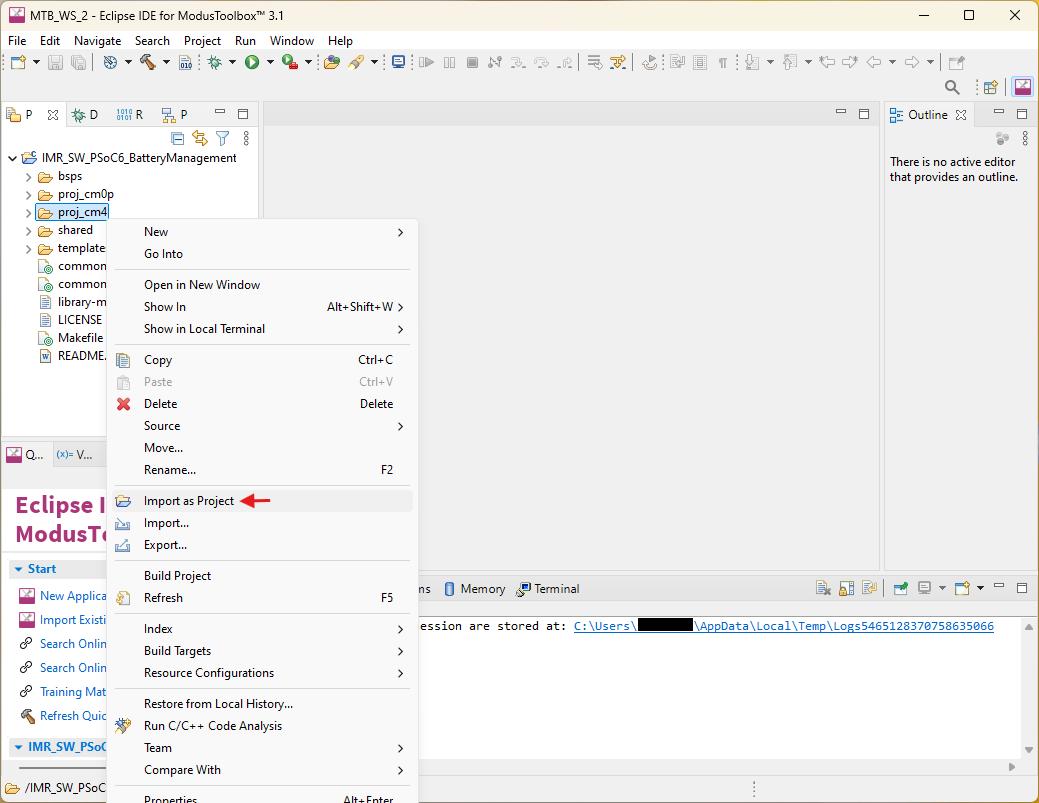 MTB_WS_2 - Eclipse IDE for ModusToolbox™ 3.1
File Edit Navigate Search Project Run Window Help
P D R P
IMR_SW_PSoC6_BatteryManagement
bsps
proj_cm0p
proj_cm4
shared
template
common
common
library-m
LICENSE
Makefile
README.
New
Go Into
Open in New Window
Show In Alt+Shift+W
Show in Local Terminal
Copy Ctrl+C
Paste Ctrl+V
Delete Delete
Source
Move...
Rename... F2
Import as Project
Import...
Export...
Build Project
Refresh F5
Index
Build Targets
Resource Configurations
Restore from Local History...
Run C/C++ Code Analysis
Team
Compare With
Properties Alt+Enter
Q... (x)= V...
Eclipse I
ModusTo
Start
New Applica
Import Existi
Search Onlin
Search Onlin
Training Mat
Refresh Quic
IMR_SW_PSoC
/IMR_SW_PSoC
Outline
There is no active editor
that provides an outline.
ns Memory Terminal
ession are stored at: C:\Users\ \AppData\Local\Temp\Logs5465128370758635066